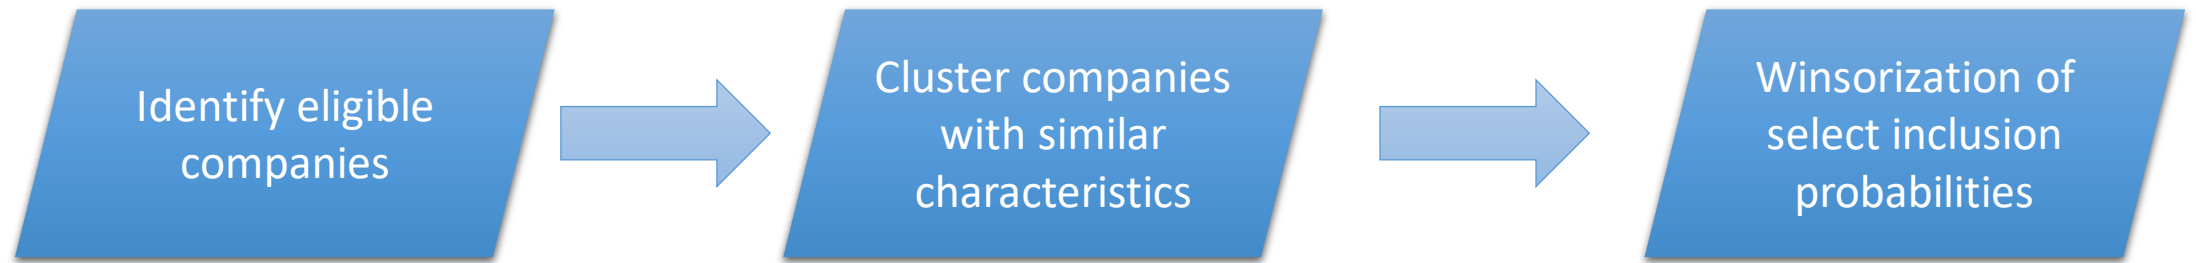 Identify eligible
companies
Cluster companies
with similar
characteristics
Winsorization of
select inclusion
probabilities